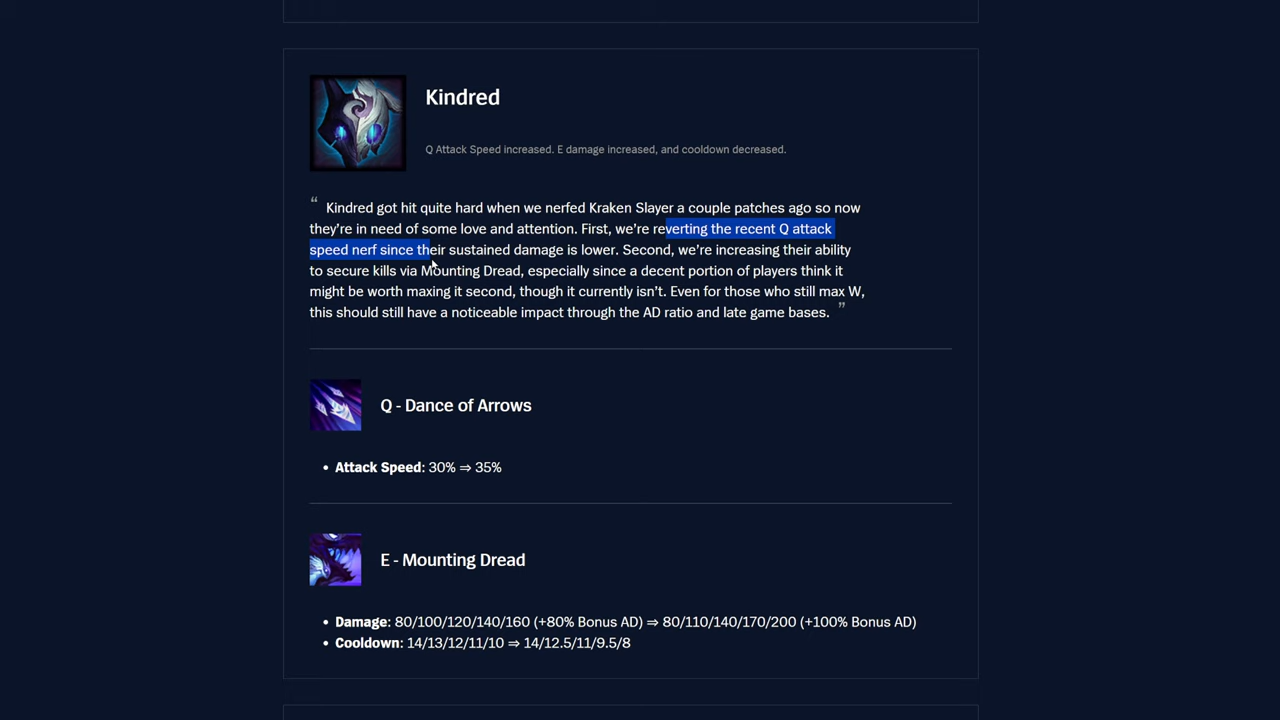 Kindred
Q Attack Speed increased. E damage increased, and cooldown decreased.
“ Kindred got hit quite hard when we nerfed Kraken Slayer a couple patches ago so now
they’re in need of some love and attention. First, we’re reverting the recent Q attack
speed nerf since their sustained damage is lower. Second, we’re increasing their ability
to secure kills via Mounting Dread, especially since a decent portion of players think it
might be worth maxing it second, though it currently isn’t. Even for those who still max W,
this should still have a noticeable impact through the AD ratio and late game bases. ”
Q - Dance of Arrows
• Attack Speed: 30% ⇒ 35%
E - Mounting Dread
• Damage: 80/100/120/140/160 (+80% Bonus AD) ⇒ 80/110/140/170/200 (+100% Bonus AD)
• Cooldown: 14/13/12/11/10 ⇒ 14/12.5/11/9.5/8